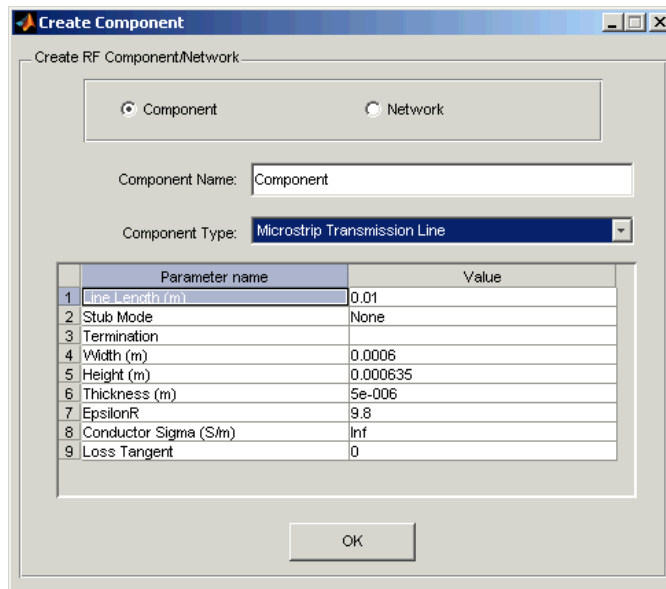 Create Component
Create RF Component/Network
Component Network
Component Name: Component
Component Type: Microstrip Transmission Line
Parameter name Value
1 Line Length (m) 0.01
2 Stub Mode None
3 Termination
4 Width (m) 0.0006
5 Height (m) 0.000635
6 Thickness (m) 5e-006
7 EpsilonR 9.8
8 Conductor Sigma (S/m) Inf
9 Loss Tangent 0
OK